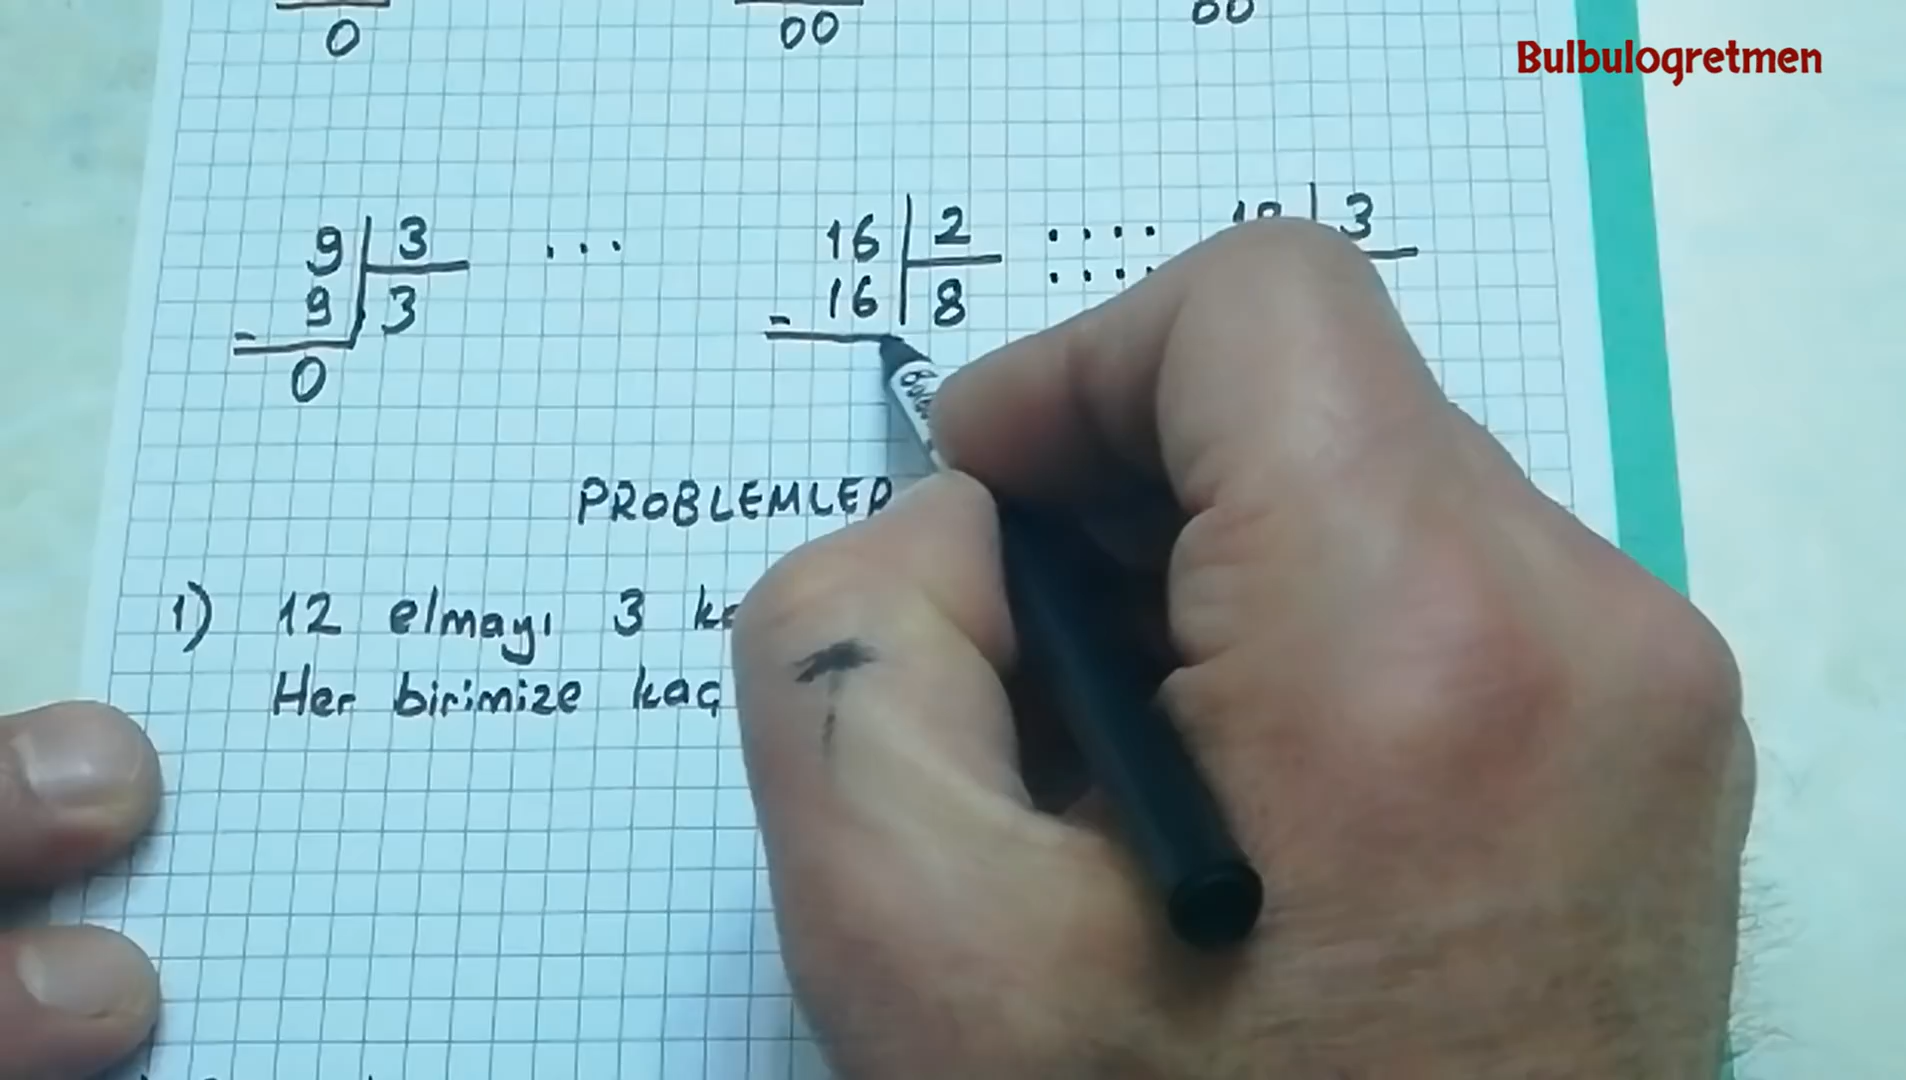 0 00 00
Bulbulogretmen
9 3 16 2 3
9 3 16 8
- -
0
PROBLEMLER
1) 12 elmayı 3
Her birimize kaç